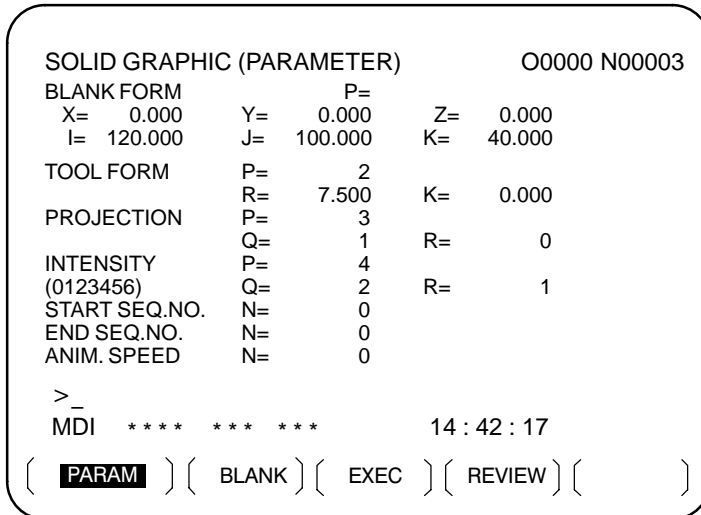 SOLID GRAPHIC (PARAMETER) O0000 N00003
BLANK FORM P=
X= 0.000 Y= 0.000 Z= 0.000
I= 120.000 J= 100.000 K= 40.000
TOOL FORM P= 2
R= 7.500 K= 0.000
PROJECTION P= 3
Q= 1 R= 0
INTENSITY P= 4
(0123456) Q= 2 R= 1
START SEQ.NO. N= 0
END SEQ.NO. N= 0
ANIM. SPEED N= 0
>_
MDI **** *** *** 14 : 42 : 17
[ PARAM ] [ BLANK ] [ EXEC ] [ REVIEW ] [ ]